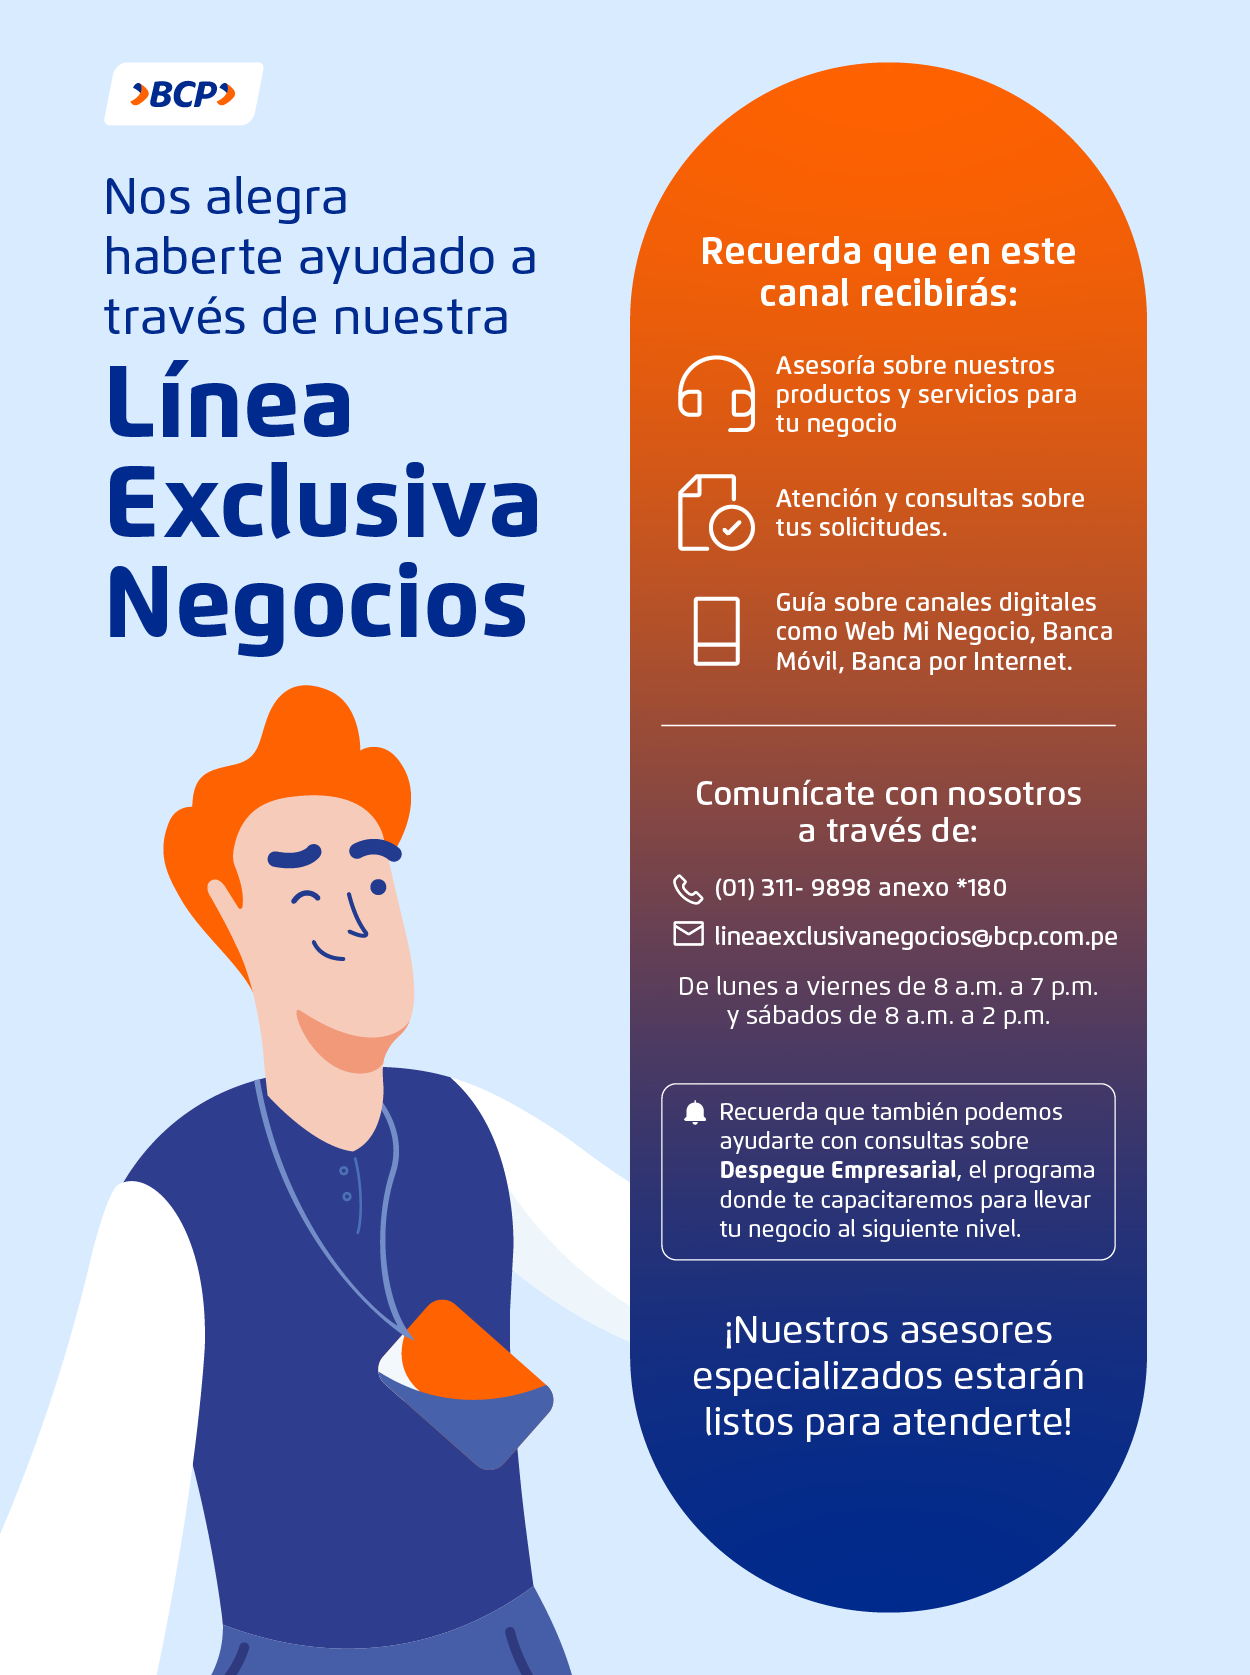 BCP
Nos alegra
haberte ayudado a
través de nuestra
Línea
Exclusiva
Negocios
Recuerda que en este
canal recibirás:
Asesoría sobre nuestros
productos y servicios para
tu negocio
Atención y consultas sobre
tus solicitudes.
Guía sobre canales digitales
como Web Mi Negocio, Banca
Móvil, Banca por Internet.
Comunícate con nosotros
a través de:
(01) 311- 9898 anexo *180
lineaexclusivanegocios@bcp.com.pe
De lunes a viernes de 8 a.m. a 7 p.m.
y sábados de 8 a.m. a 2 p.m.
Recuerda que también podemos
ayudarte con consultas sobre
Despegue Empresarial, el programa
donde te capacitaremos para llevar
tu negocio al siguiente nivel.
¡Nuestros asesores
especializados estarán
listos para atenderte!